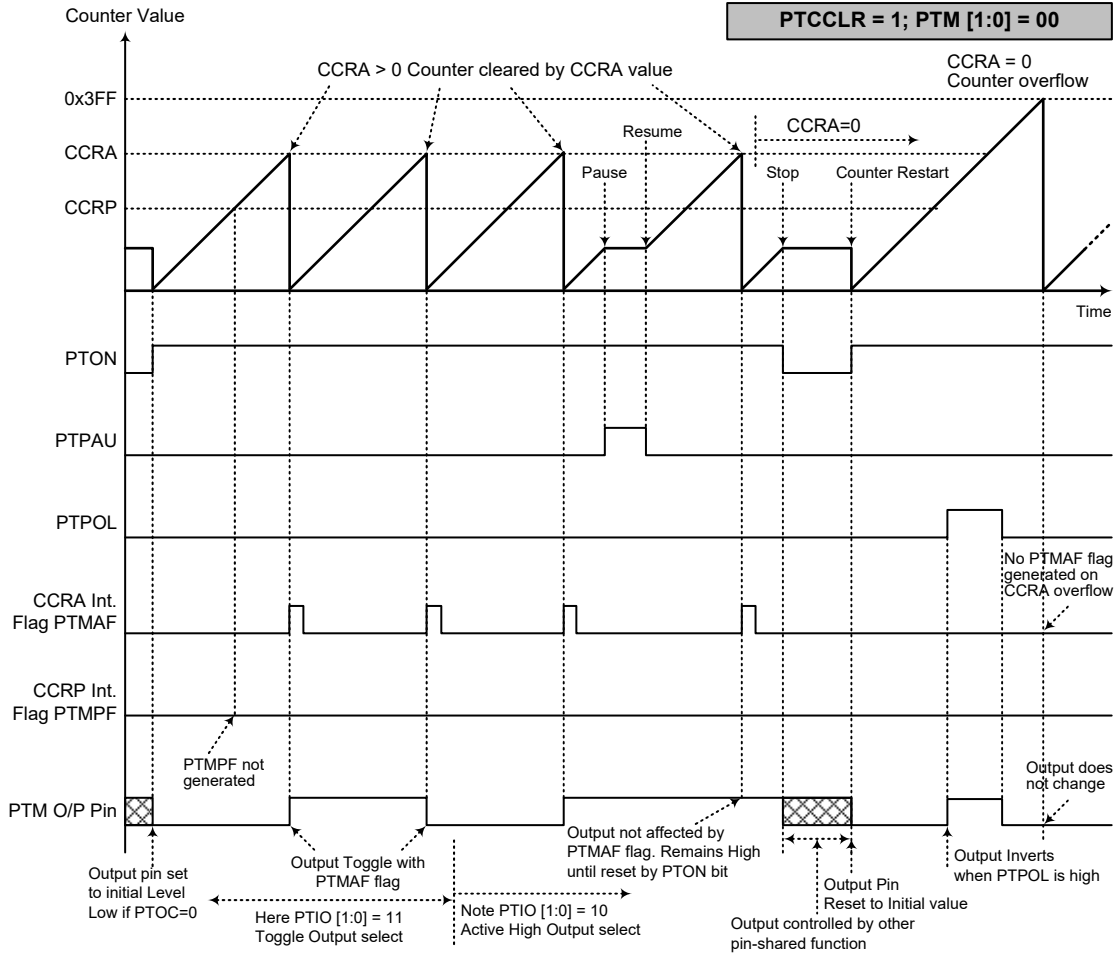 Counter Value
PTCCLR = 1; PTM [1:0] = 00
CCRA > 0 Counter cleared by CCRA value
CCRA = 0
Counter overflow
0x3FF
Resume
CCRA=0
CCRA
Pause
Stop
Counter Restart
CCRP
Time
PTON
PTPAU
PTPOL
No PTMAF flag
generated on
CCRA overflow
CCRA Int.
Flag PTMAF
CCRP Int.
Flag PTMPF
PTMPF not
generated
Output does
not change
PTM O/P Pin
Output pin set
to initial Level
Low if PTOC=0
Output Toggle with
PTMAF flag
Here PTIO [1:0] = 11
Toggle Output select
Note PTIO [1:0] = 10
Active High Output select
Output not affected by
PTMAF flag. Remains High
until reset by PTON bit
Output Pin
Reset to Initial value
Output controlled by other
pin-shared function
Output Inverts
when PTPOL is high